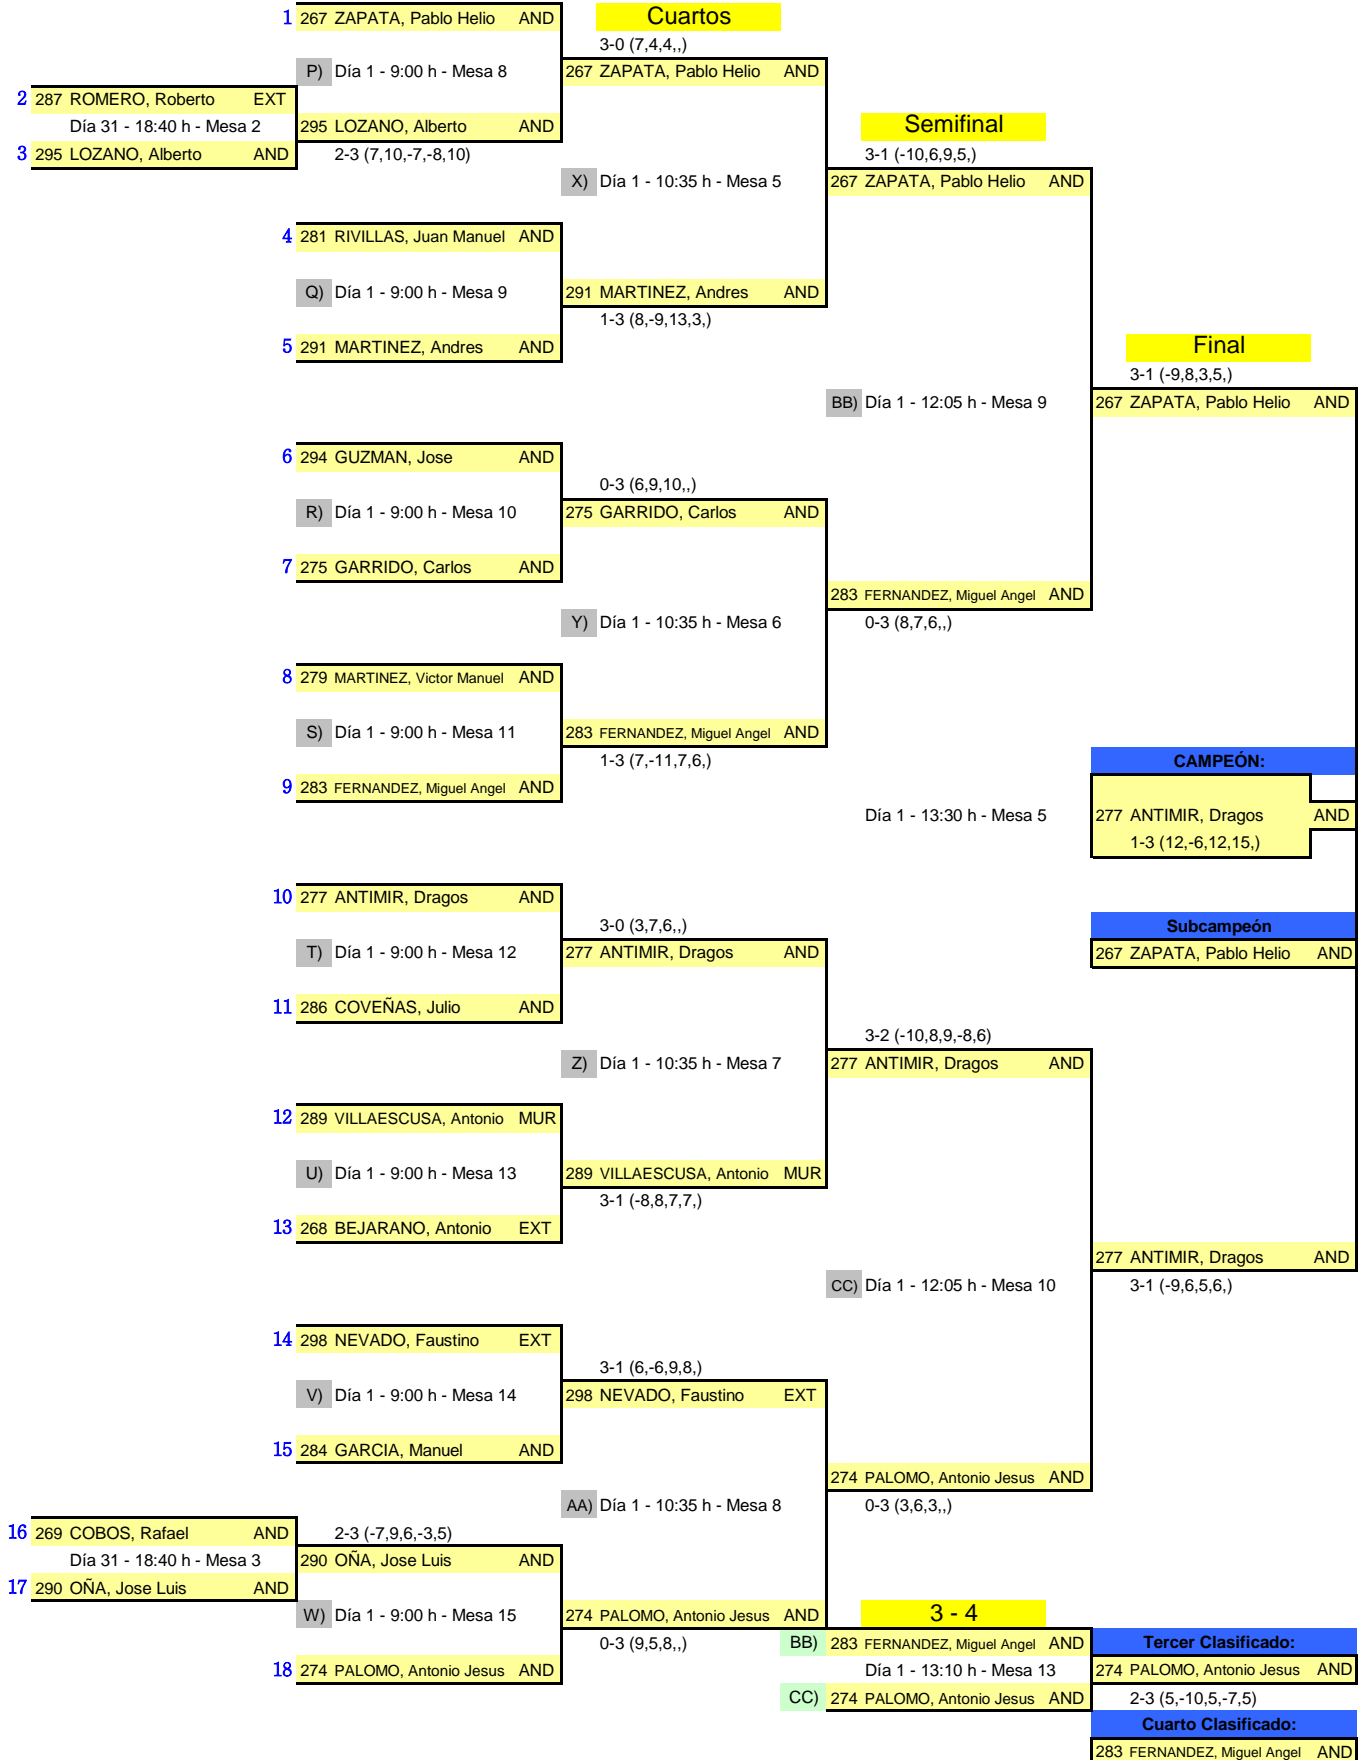 1 267 ZAPATA, Pablo Helio AND Cuartos
3-0 (7,4,4,,)
P) Día 1 - 9:00 h - Mesa 8 267 ZAPATA, Pablo Helio AND
2 287 ROMERO, Roberto EXT
Día 31 - 18:40 h - Mesa 2 295 LOZANO, Alberto AND Semifinal
3 295 LOZANO, Alberto AND 2-3 (7,10,-7,-8,10) 3-1 (-10,6,9,5,)
X) Día 1 - 10:35 h - Mesa 5 267 ZAPATA, Pablo Helio AND
4 281 RIVILLAS, Juan Manuel AND
Q) Día 1 - 9:00 h - Mesa 9 291 MARTINEZ, Andres AND
1-3 (8,-9,13,3,)
5 291 MARTINEZ, Andres AND Final
3-1 (-9,8,3,5,)
BB) Día 1 - 12:05 h - Mesa 9 267 ZAPATA, Pablo Helio AND
6 294 GUZMAN, Jose AND
0-3 (6,9,10,,)
R) Día 1 - 9:00 h - Mesa 10 275 GARRIDO, Carlos AND
7 275 GARRIDO, Carlos AND
283 FERNANDEZ, Miguel Angel AND
Y) Día 1 - 10:35 h - Mesa 6 0-3 (8,7,6,,)
8 279 MARTINEZ, Victor Manuel AND
S) Día 1 - 9:00 h - Mesa 11 283 FERNANDEZ, Miguel Angel AND
1-3 (7,-11,7,6,) CAMPEÓN:
9 283 FERNANDEZ, Miguel Angel AND
Día 1 - 13:30 h - Mesa 5 277 ANTIMIR, Dragos AND
1-3 (12,-6,12,15,)
10 277 ANTIMIR, Dragos AND
3-0 (3,7,6,,) Subcampeón
T) Día 1 - 9:00 h - Mesa 12 277 ANTIMIR, Dragos AND 267 ZAPATA, Pablo Helio AND
11 286 COVEÑAS, Julio AND
3-2 (-10,8,9,-8,6)
Z) Día 1 - 10:35 h - Mesa 7 277 ANTIMIR, Dragos AND
12 289 VILLAESCUSA, Antonio MUR
U) Día 1 - 9:00 h - Mesa 13 289 VILLAESCUSA, Antonio MUR
3-1 (-8,8,7,7,)
13 268 BEJARANO, Antonio EXT
277 ANTIMIR, Dragos AND
CC) Día 1 - 12:05 h - Mesa 10 3-1 (-9,6,5,6,)
14 298 NEVADO, Faustino EXT
3-1 (6,-6,9,8,)
V) Día 1 - 9:00 h - Mesa 14 298 NEVADO, Faustino EXT
15 284 GARCIA, Manuel AND
274 PALOMO, Antonio Jesus AND
AA) Día 1 - 10:35 h - Mesa 8 0-3 (3,6,3,,)
16 269 COBOS, Rafael AND 2-3 (-7,9,6,-3,5)
Día 31 - 18:40 h - Mesa 3 290 OÑA, Jose Luis AND
17 290 OÑA, Jose Luis AND
W) Día 1 - 9:00 h - Mesa 15 274 PALOMO, Antonio Jesus AND 3 - 4
0-3 (9,5,8,,) BB) 283 FERNANDEZ, Miguel Angel AND Tercer Clasificado:
18 274 PALOMO, Antonio Jesus AND Día 1 - 13:10 h - Mesa 13 274 PALOMO, Antonio Jesus AND
CC) 274 PALOMO, Antonio Jesus AND 2-3 (5,-10,5,-7,5)
Cuarto Clasificado:
283 FERNANDEZ, Miguel Angel AND